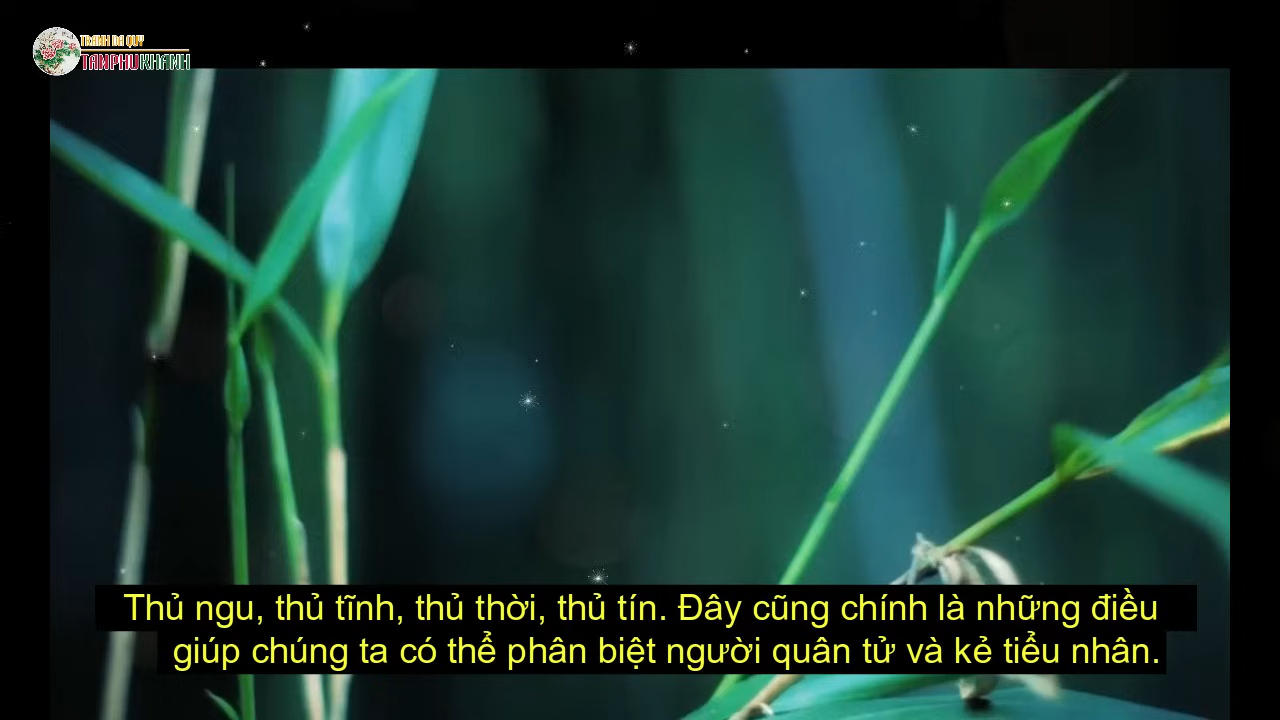 TRANH ĐÁ QUÝ
TAMPHUKHANH
Thủ ngu, thủ tĩnh, thủ thời, thủ tín. Đây cũng chính là những điều
giúp chúng ta có thể phân biệt người quân tử và kẻ tiểu nhân.